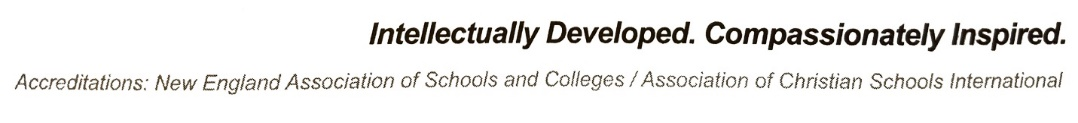 Intellectually Developed. Compassionately Inspired.
Accreditations: New England Association of Schools and Colleges / Association of Christian Schools International